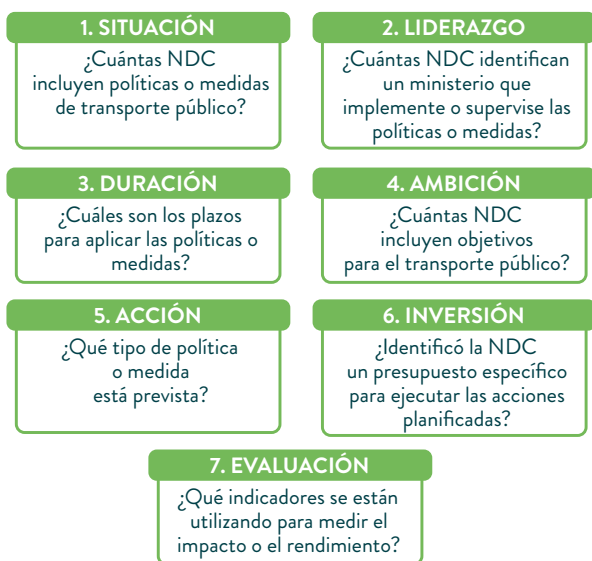 1. SITUACIÓN
¿Cuántas NDC
incluyen políticas o medidas
de transporte público?
2. LIDERAZGO
¿Cuántas NDC identifican
un ministerio que
implemente o supervise las
políticas o medidas?
3. DURACIÓN
¿Cuáles son los plazos
para aplicar las políticas o
medidas?
4. AMBICIÓN
¿Cuántas NDC
incluyen objetivos
para el transporte público?
5. ACCIÓN
¿Qué tipo de política
o medida
está prevista?
6. INVERSIÓN
¿Identificó la NDC
un presupuesto específico
para ejecutar las acciones
planificadas?
7. EVALUACIÓN
¿Qué indicadores se están
utilizando para medir el
impacto o el rendimiento?